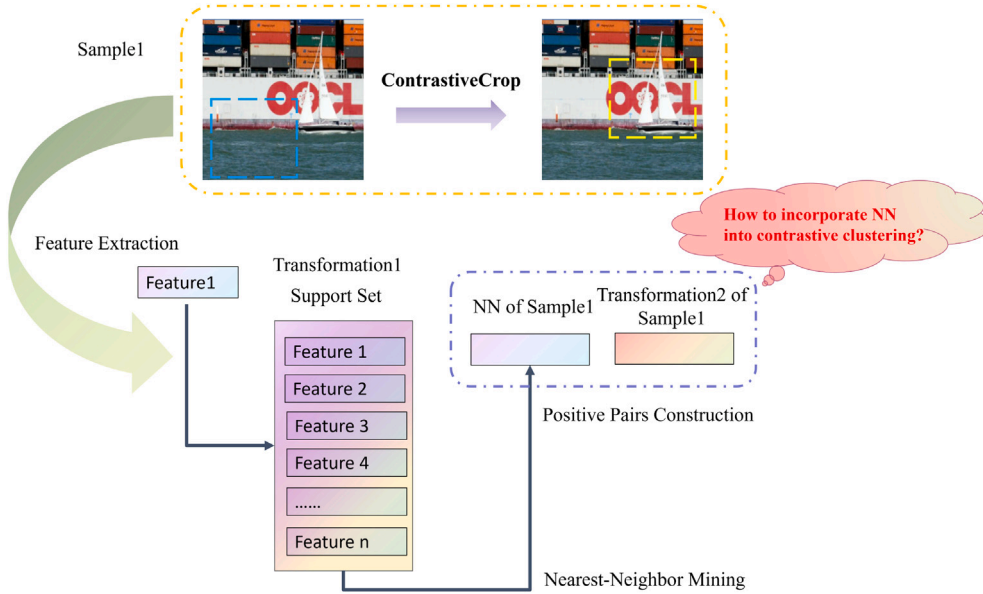 Sample1
ContrastiveCrop
OOCL
OOCL
How to incorporate NN
into contrastive clustering?
Feature Extraction
Feature1
Transformation1
Support Set
Feature 1
Feature 2
Feature 3
Feature 4
......
Feature n
NN of Sample1
Transformation2 of
Sample1
Positive Pairs Construction
Nearest-Neighbor Mining